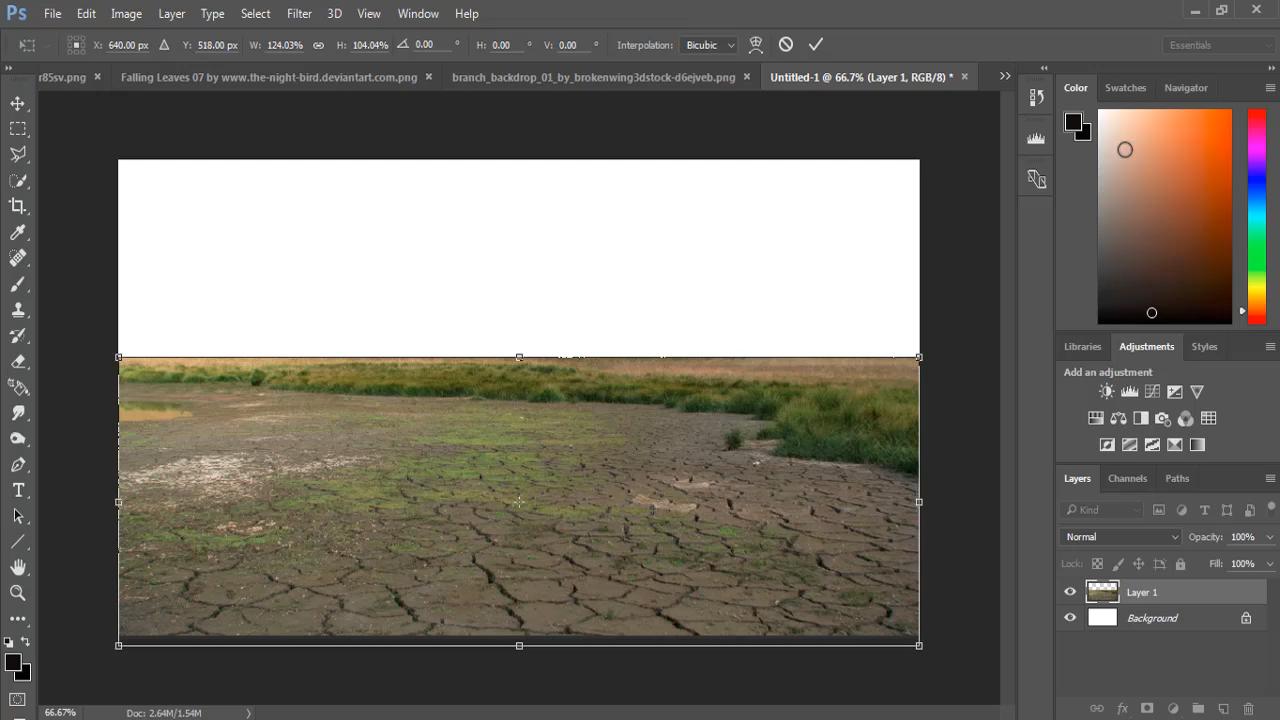 Ps File Edit Image Layer Type Select Filter 3D View Window Help
X: 640.00 px Y: 518.00 px W: 124.03% H: 104.04% 0.00 ° H: 0.00 ° V: 0.00 ° Interpolation: Bicubic Essentials
r85sv.png × Falling Leaves 07 by www.the-night-bird.deviantart.com.png × branch_backdrop_01_by_brokenwing3dstock-d6ejveb.png × Untitled-1 @ 66.7% (Layer 1, RGB/8) * ×
Color Swatches Navigator
Libraries Adjustments Styles
Add an adjustment
Layers Channels Paths
Kind
Normal Opacity: 100%
Lock: Fill: 100%
Layer 1
Background
66.67% Doc: 2.64M/1.54M